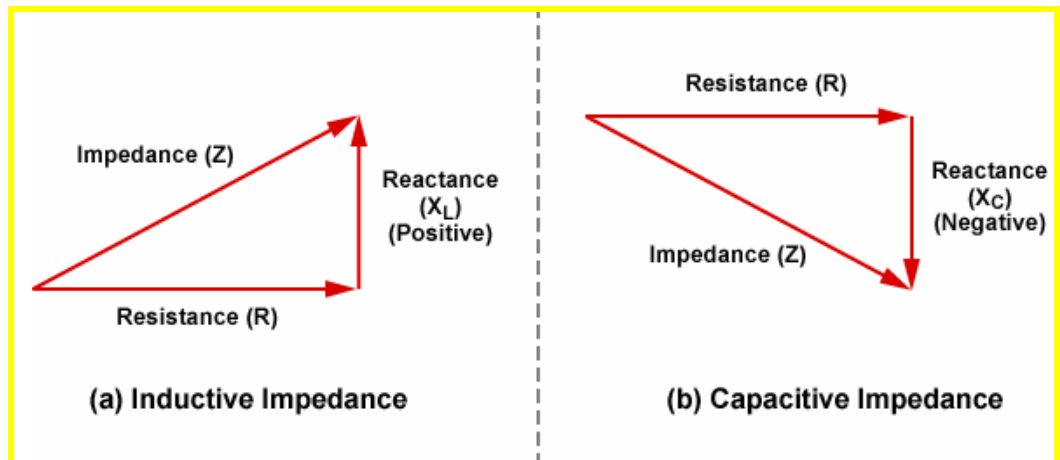 Impedance (Z)
Reactance
(XL)
(Positive)
Resistance (R)
(a) Inductive Impedance
Resistance (R)
Reactance
(XC)
(Negative)
Impedance (Z)
(b) Capacitive Impedance